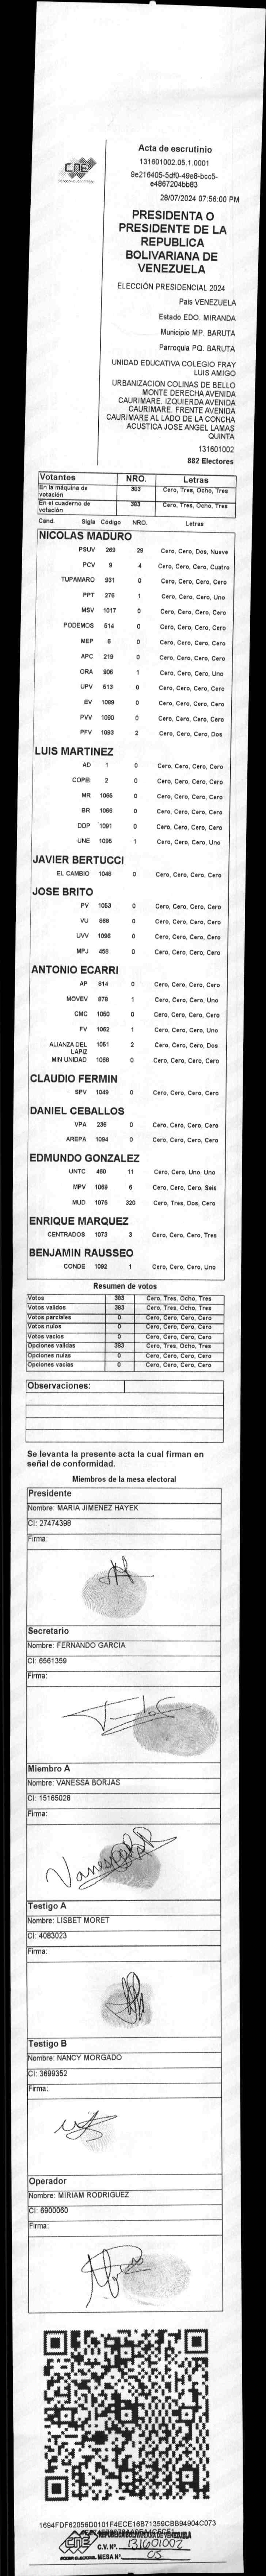 CNE
Acta de escrutinio
131601002.05.1.0001
9e216405-5df0-49e8-bcc5-
e4867204bb83
28/07/2024 07:56:00 PM
PRESIDENTA O
PRESIDENTE DE LA
REPUBLICA
BOLIVARIANA DE
VENEZUELA
ELECCIÓN PRESIDENCIAL 2024
País VENEZUELA
Estado EDO. MIRANDA
Municipio MP. BARUTA
Parroquia PQ. BARUTA
UNIDAD EDUCATIVA COLEGIO FRAY
LUIS AMIGO
URBANIZACION COLINAS DE BELLO
MONTE DERECHA AVENIDA
CAURIMARE. IZQUIERDA AVENIDA
CAURIMARE. FRENTE AVENIDA
CAURIMARE AL LADO DE LA CONCHA
ACUSTICA JOSE ANGEL LAMAS
QUINTA
131601002
882 Electores
Votantes NRO. Letras
En la máquina de votación 383 Cero, Tres, Ocho, Tres
En el cuaderno de votación 383 Cero, Tres, Ocho, Tres
Cand. Sigla Código NRO. Letras
NICOLAS MADURO
PSUV 269 29 Cero, Cero, Dos, Nueve
PCV 9 4 Cero, Cero, Cero, Cuatro
TUPAMARO 931 0 Cero, Cero, Cero, Cero
PPT 276 1 Cero, Cero, Cero, Uno
MSV 1017 0 Cero, Cero, Cero, Cero
PODEMOS 514 0 Cero, Cero, Cero, Cero
MEP 6 0 Cero, Cero, Cero, Cero
APC 219 0 Cero, Cero, Cero, Cero
ORA 906 1 Cero, Cero, Cero, Uno
UPV 513 0 Cero, Cero, Cero, Cero
EV 1089 0 Cero, Cero, Cero, Cero
PVV 1090 0 Cero, Cero, Cero, Cero
PFV 1093 2 Cero, Cero, Cero, Dos
LUIS MARTINEZ
AD 1 0 Cero, Cero, Cero, Cero
COPEI 2 0 Cero, Cero, Cero, Cero
MR 1065 0 Cero, Cero, Cero, Cero
BR 1066 0 Cero, Cero, Cero, Cero
DDP 1091 0 Cero, Cero, Cero, Cero
UNE 1095 1 Cero, Cero, Cero, Uno
JAVIER BERTUCCI
EL CAMBIO 1048 0 Cero, Cero, Cero, Cero
JOSE BRITO
PV 1053 0 Cero, Cero, Cero, Cero
VU 868 0 Cero, Cero, Cero, Cero
UVV 1096 0 Cero, Cero, Cero, Cero
MPJ 458 0 Cero, Cero, Cero, Cero
ANTONIO ECARRI
AP 814 0 Cero, Cero, Cero, Cero
MOVEV 878 1 Cero, Cero, Cero, Uno
CMC 1050 0 Cero, Cero, Cero, Cero
FV 1062 1 Cero, Cero, Cero, Uno
ALIANZA DEL LAPIZ 1051 2 Cero, Cero, Cero, Dos
MIN UNIDAD 1058 0 Cero, Cero, Cero, Cero
CLAUDIO FERMIN
SPV 1049 0 Cero, Cero, Cero, Cero
DANIEL CEBALLOS
VPA 236 0 Cero, Cero, Cero, Cero
AREPA 1094 0 Cero, Cero, Cero, Cero
EDMUNDO GONZALEZ
UNTC 460 11 Cero, Cero, Uno, Uno
MPV 1069 6 Cero, Cero, Cero, Seis
MUD 1075 320 Cero, Tres, Dos, Cero
ENRIQUE MARQUEZ
CENTRADOS 1073 3 Cero, Cero, Cero, Tres
BENJAMIN RAUSSEO
CONDE 1092 1 Cero, Cero, Cero, Uno
Resumen de votos
Votos 383 Cero, Tres, Ocho, Tres
Votos validos 383 Cero, Tres, Ocho, Tres
Votos parciales 0 Cero, Cero, Cero, Cero
Votos nulos 0 Cero, Cero, Cero, Cero
Votos vacios 0 Cero, Cero, Cero, Cero
Opciones validas 383 Cero, Tres, Ocho, Tres
Opciones nulas 0 Cero, Cero, Cero, Cero
Opciones vacias 0 Cero, Cero, Cero, Cero
Observaciones:
Se levanta la presente acta la cual firman en
señal de conformidad.
Miembros de la mesa electoral
Presidente
Nombre: MARIA JIMENEZ HAYEK
CI: 27474398
Firma:
Secretario
Nombre: FERNANDO GARCIA
CI: 6561359
Firma:
Miembro A
Nombre: VANESSA BORJAS
CI: 15165028
Firma:
Testigo A
Nombre: LISBET MORET
CI: 4083023
Firma:
Testigo B
Nombre: NANCY MORGADO
CI: 3699352
Firma:
Operador
Nombre: MIRIAM RODRIGUEZ
CI: 6900060
Firma:
1694FDF62056D0101F4ECE16B71359CBB94904C073
CNE REPUBLICA BOLIVARIANA DE VENEZUELA
C.V. Nº. 131601002
PODER ELECTORAL MESA Nº. 05